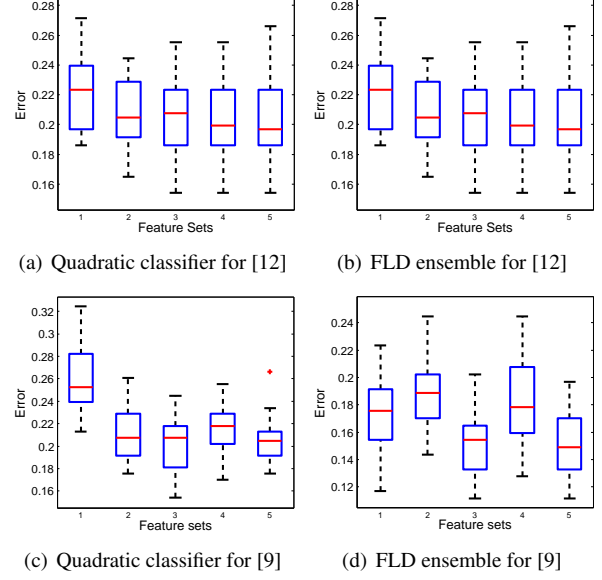 0.28
0.24
0.22
0.2
0.18
0.16
Error
1 2 3 4 5
Feature Sets
(a) Quadratic classifier for [12]
0.28
0.24
0.22
0.2
0.18
0.16
Error
1 2 3 4 5
Feature Sets
(b) FLD ensemble for [12]
0.32
0.3
0.28
0.26
0.24
0.22
0.2
0.18
0.16
Error
1 2 3 4 5
Feature sets
(c) Quadratic classifier for [9]
0.24
0.22
0.2
0.18
0.16
0.14
0.12
Error
1 2 3 4 5
Feature sets
(d) FLD ensemble for [9]